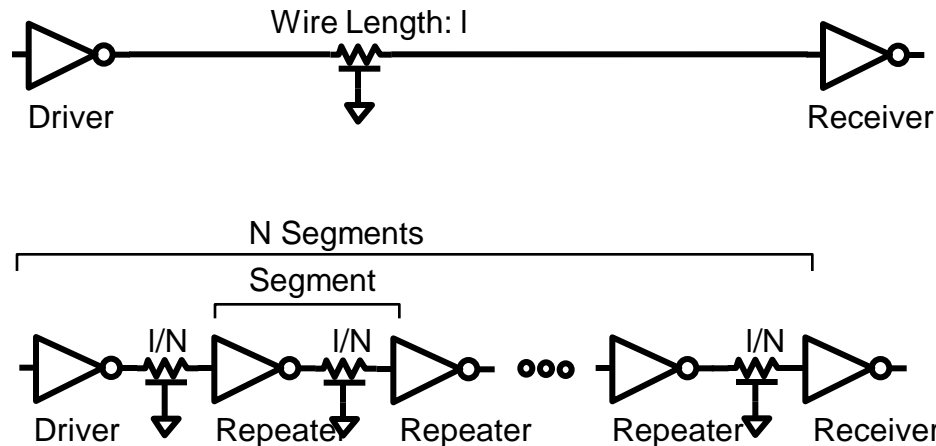 Wire Length: l
Driver
Receiver
N Segments
Segment
l/N
l/N
l/N
Driver
Repeater
Repeater
Repeater
Receiver